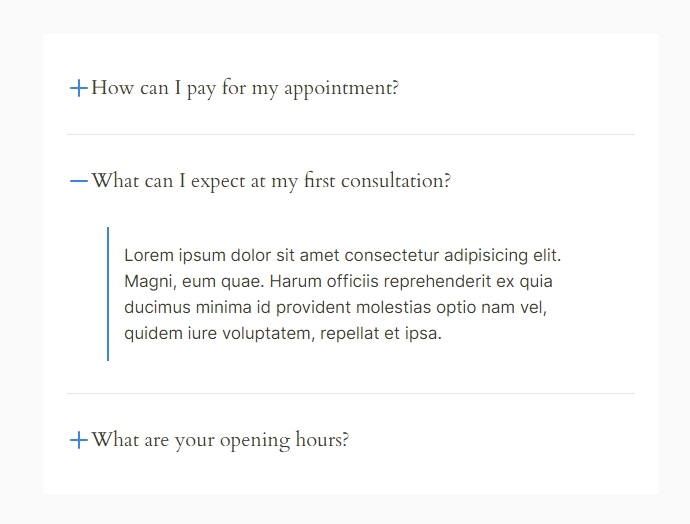 How can I pay for my appointment?
What can I expect at my first consultation?
Lorem ipsum dolor sit amet consectetur adipisicing elit.
Magni, eum quae. Harum officiis reprehenderit ex quia
ducimus minima id provident molestias optio nam vel,
quidem iure voluptatem, repellat et ipsa.
What are your opening hours?